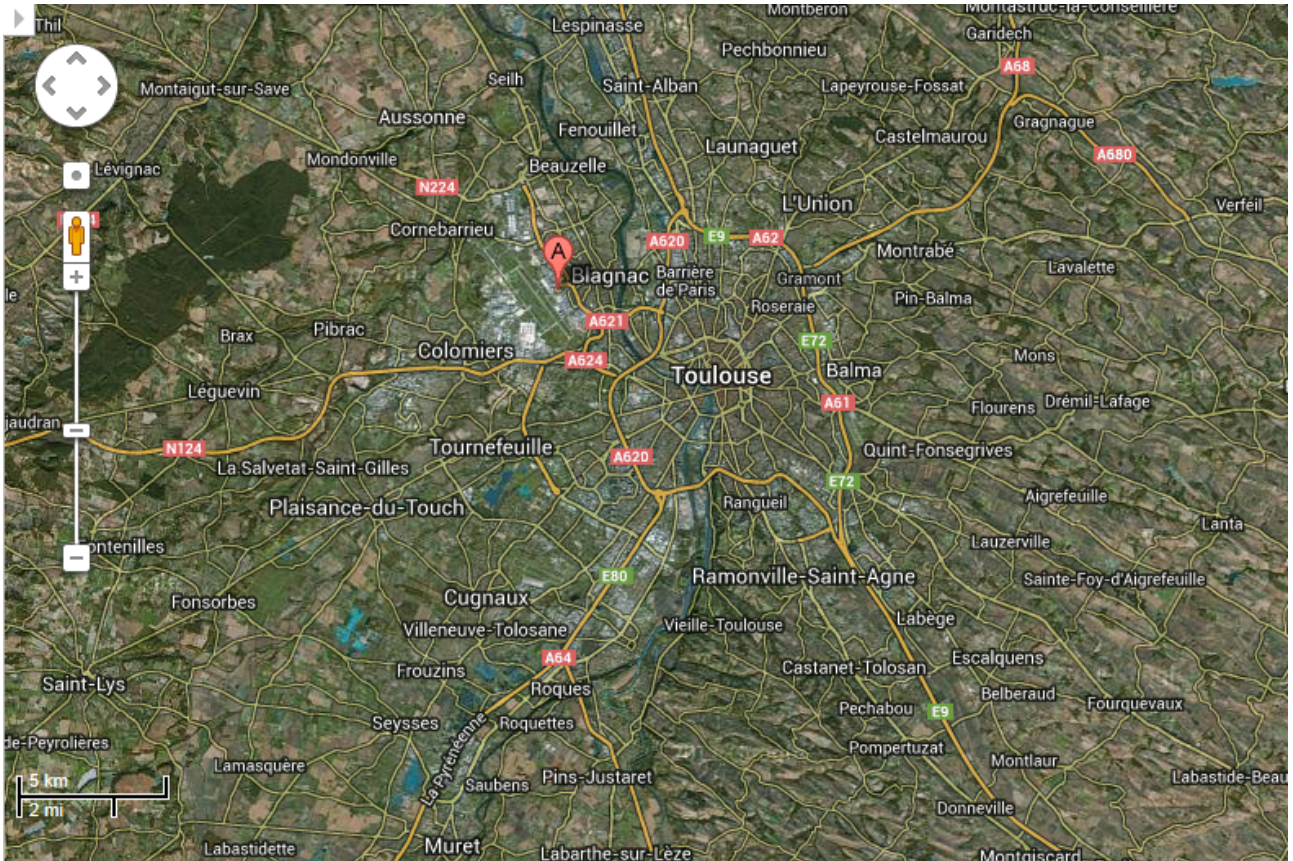 Montberon
Montastruc-la-Conseillère
Thil
Lespinasse
Garidech
Pechbonnieu
A68
Seilh
Saint-Alban
Lapeyrouse-Fossat
Montaigut-sur-Save
Aussonne
Fenouillet
Gragnague
Castelmaurou
Launaguet
A680
Mondonville
Beauzelle
Lévignac
N224
L'Union
Verfeil
Cornebarrieu
A620
E9
A62
A
Montrabé
Blagnac
Barrière
de Paris
Gramont
Lavalette
Pin-Balma
Roseraie
A621
Pibrac
Brax
E72
Colomiers
A624
Mons
Toulouse
Balma
Léguevin
A61
Flourens
Drémil-Lafage
jaudran
N124
Tournefeuille
A620
Quint-Fonsegrives
La Salvetat-Saint-Gilles
E72
Rangueil
Aigrefeuille
Plaisance-du-Touch
Lanta
Lauzerville
Fontenilles
E80
Ramonville-Saint-Agne
Sainte-Foy-d'Aigrefeuille
Cugnaux
Fonsorbes
Labège
Villeneuve-Tolosane
Vieille-Toulouse
A64
Escalquens
Frouzins
Castanet-Tolosan
Saint-Lys
Roques
Belberaud
Fourquevaux
Pechabou
E9
Seysses
Roquettes
La Pyrénéenne
de-Peyrolières
Pompertuzat
Montlaur
Lamasquère
5 km
Saubens
Pins-Justaret
Labastide-Beau
2 mi
Donneville
Muret
Labastidette
Labarthe-sur-Lèze
Montgiscard